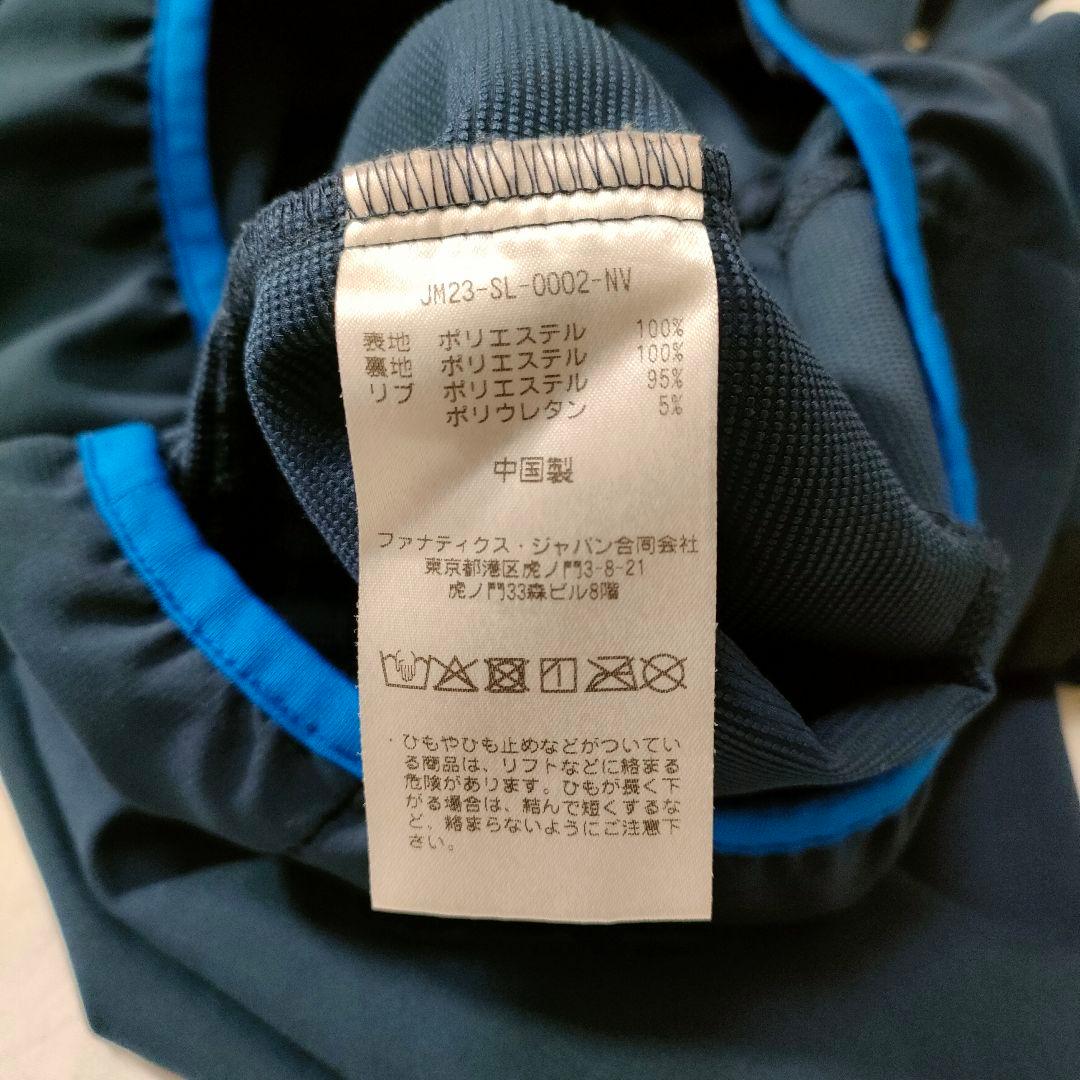 JM23-SL-0002-NV
表地 ポリエステル 100%
裏地 ポリエステル 100%
リブ ポリエステル 95%
ポリウレタン 5%
中国製
ファナティクス・ジャパン合同会社
東京都港区虎ノ門3-8-21
虎ノ門33森ビル8階
・ひもやひも止めなどがついてい
る商品は、リフトなどに絡まる
危険があります。ひもが長く下
がる場合は、結んで短くするな
ど、絡まらないようにご注意下
さい。